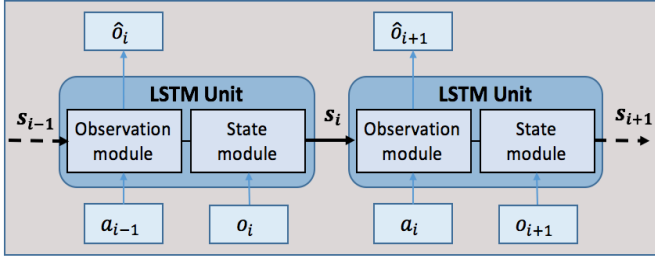 ô_i ô_{i+1}
LSTM Unit LSTM Unit
s_{i-1} s_i s_{i+1}
Observation module State module Observation module State module
a_{i-1} o_i a_i o_{i+1}